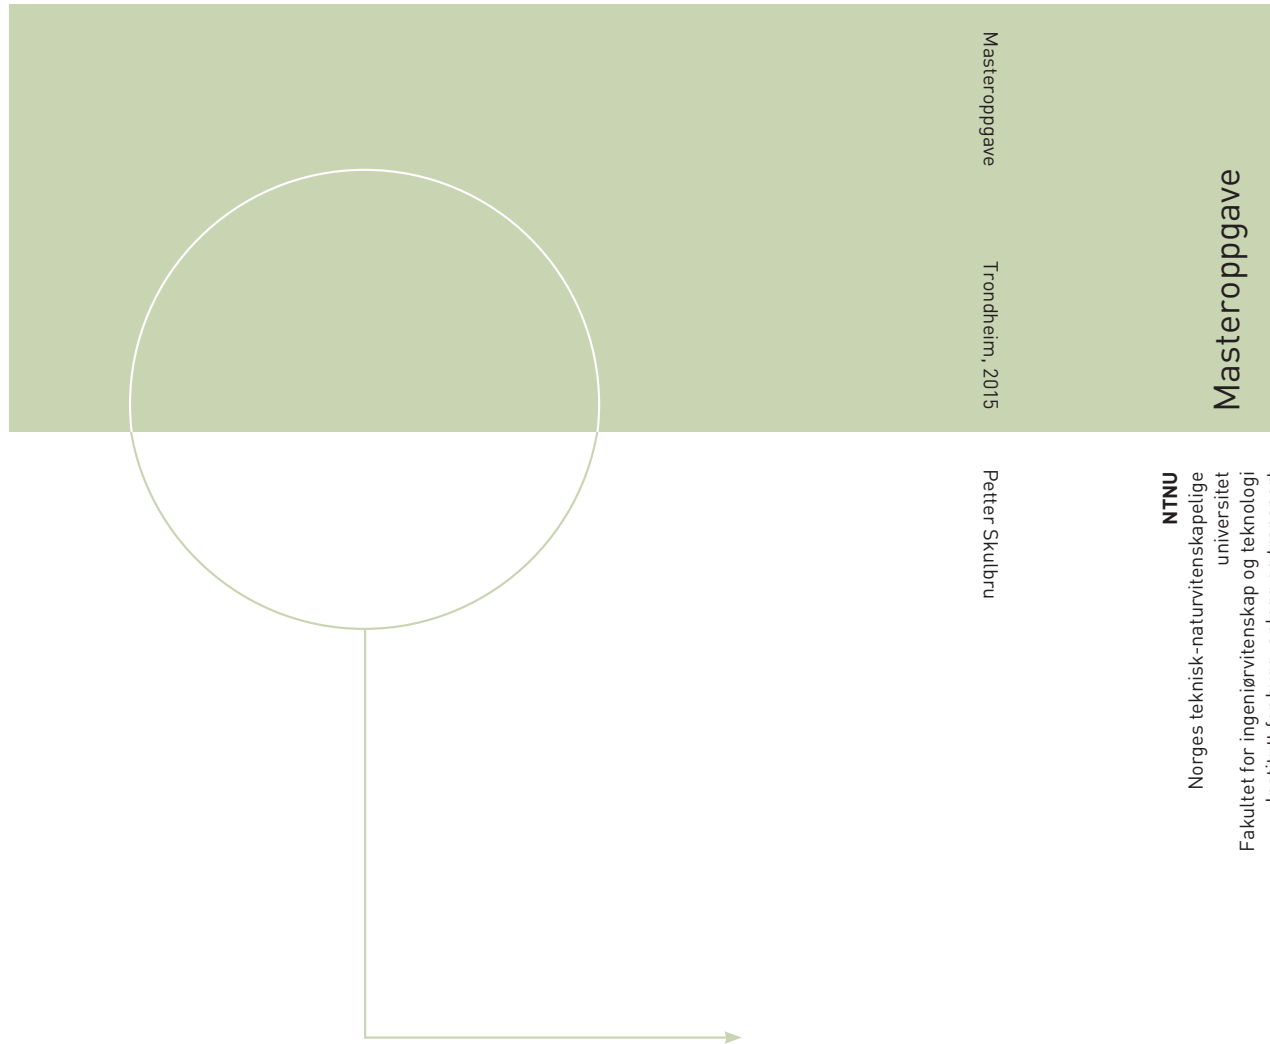 Masteroppgave
Trondheim, 2015
Petter Skulbru
Masteroppgave
NTNU
Norges teknisk-naturvitenskapelige
universitet
Fakultet for ingeniørvitenskap og teknologi